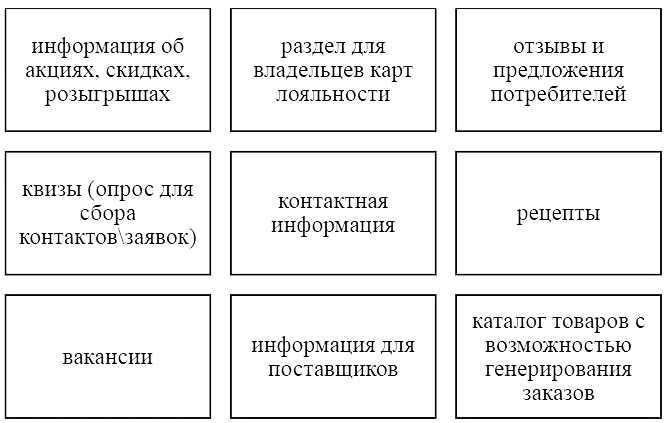 информация об
акциях, скидках,
розыгрышах
раздел для
владельцев карт
лояльности
отзывы и
предложения
потребителей
квизы (опрос для
сбора
контактов\заявок)
контактная
информация
рецепты
вакансии
информация для
поставщиков
каталог товаров с
возможностью
генерирования
заказов